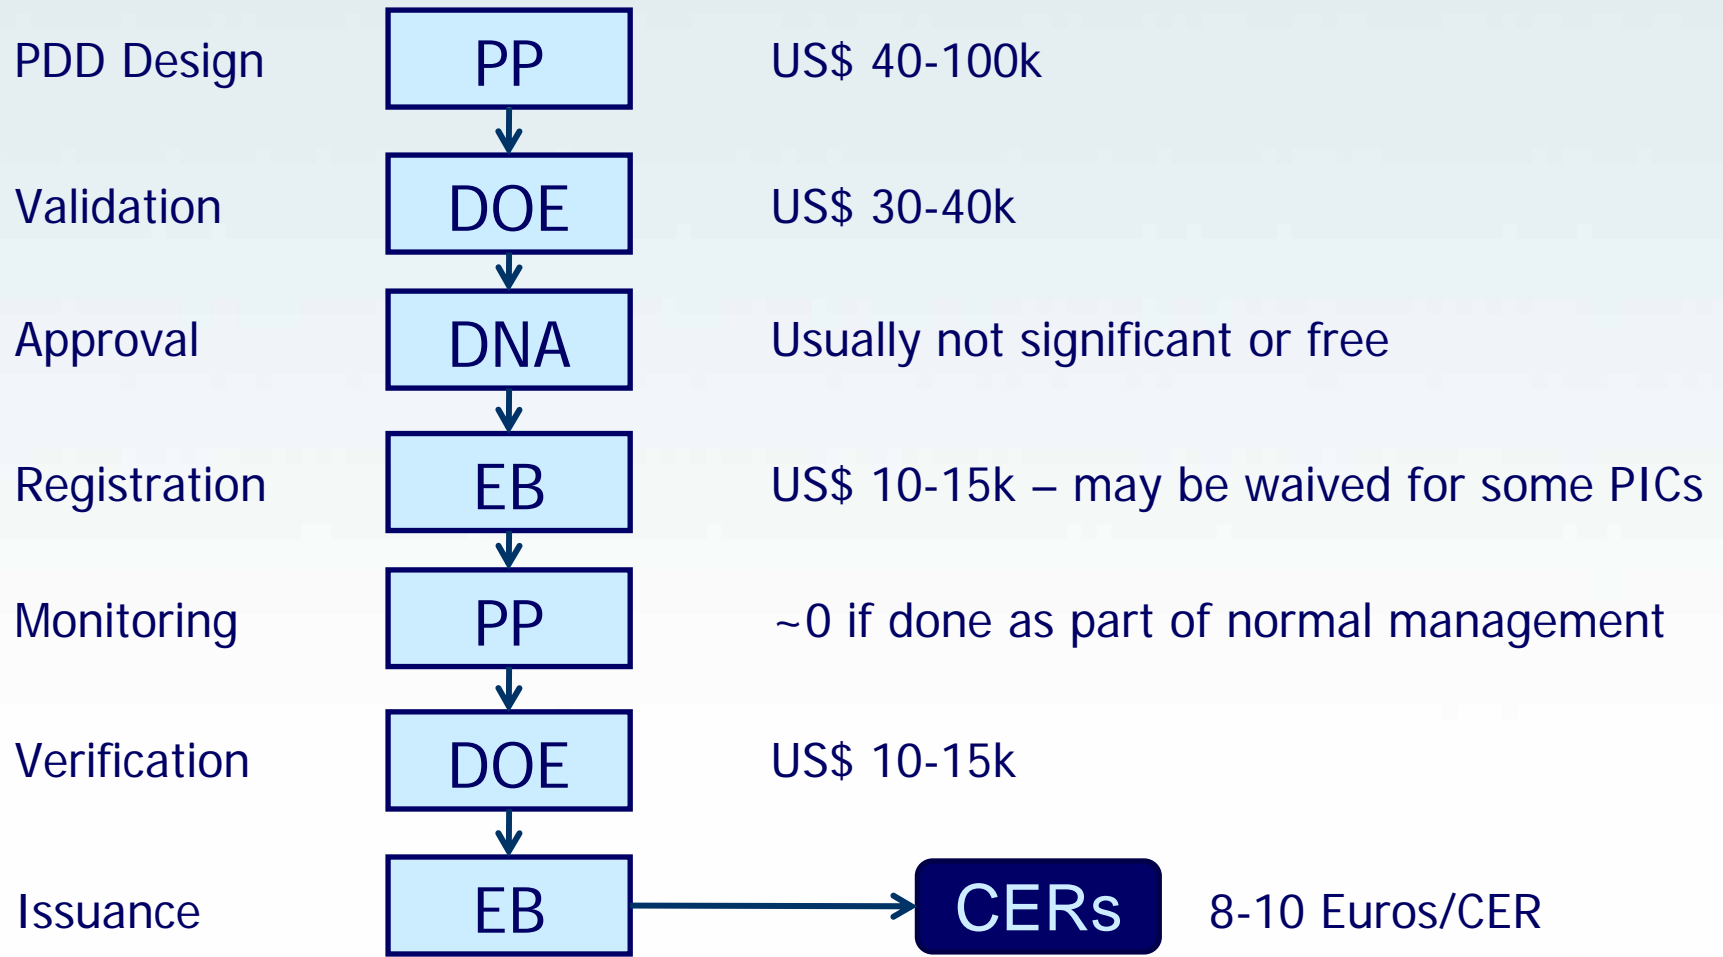 PDD Design PP US$ 40-100k
Validation DOE US$ 30-40k
Approval DNA Usually not significant or free
Registration EB US$ 10-15k – may be waived for some PICs
Monitoring PP ~0 if done as part of normal management
Verification DOE US$ 10-15k
Issuance EB CERs 8-10 Euros/CER